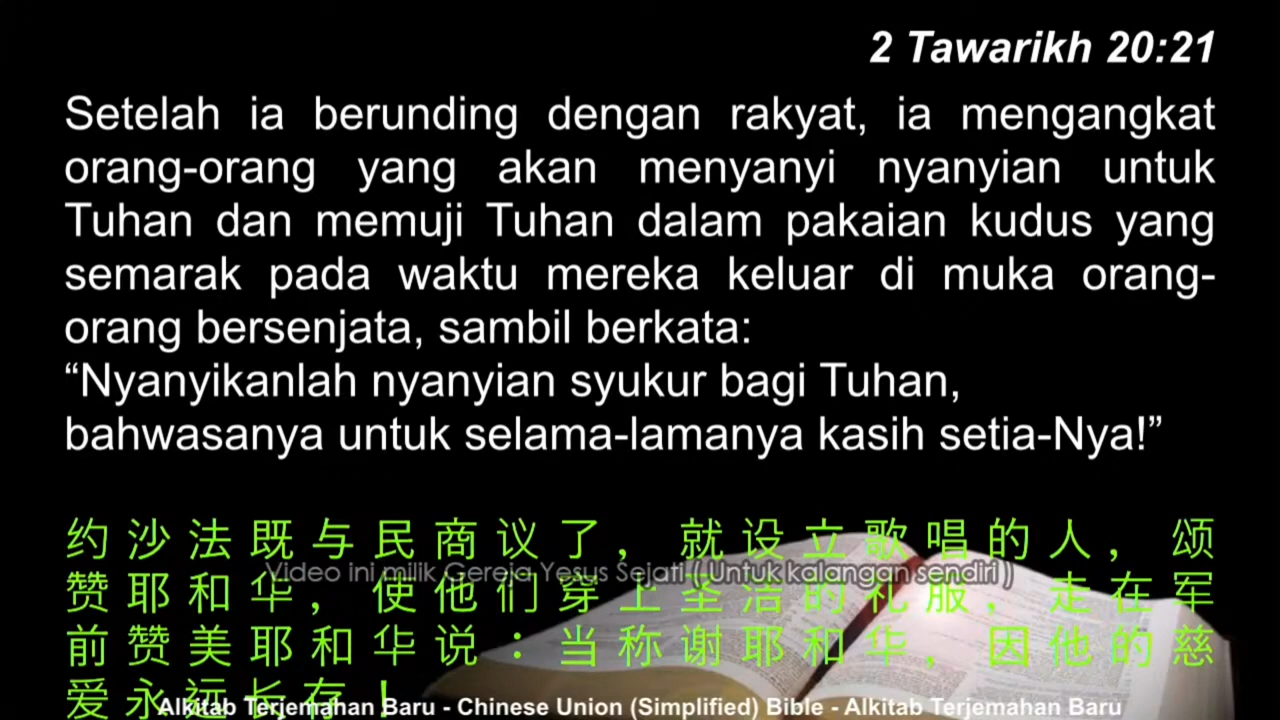 2 Tawarikh 20:21
Setelah ia berunding dengan rakyat, ia mengangkat
orang-orang yang akan menyanyi nyanyian untuk
Tuhan dan memuji Tuhan dalam pakaian kudus yang
semarak pada waktu mereka keluar di muka orang-
orang bersenjata, sambil berkata:
“Nyanyikanlah nyanyian syukur bagi Tuhan,
bahwasanya untuk selama-lamanya kasih setia-Nya!”
约沙法既与民商议了，就设立歌唱的人，颂
Video ini milik Gereja Yesus Sejati ( Untuk kalangan sendiri )
赞耶和华，使他们穿上圣洁的礼服，走在军
前赞美耶和华说：当称谢耶和华，因他的慈
爱永远长存！
Alkitab Terjemahan Baru - Chinese Union (Simplified) Bible - Alkitab Terjemahan Baru